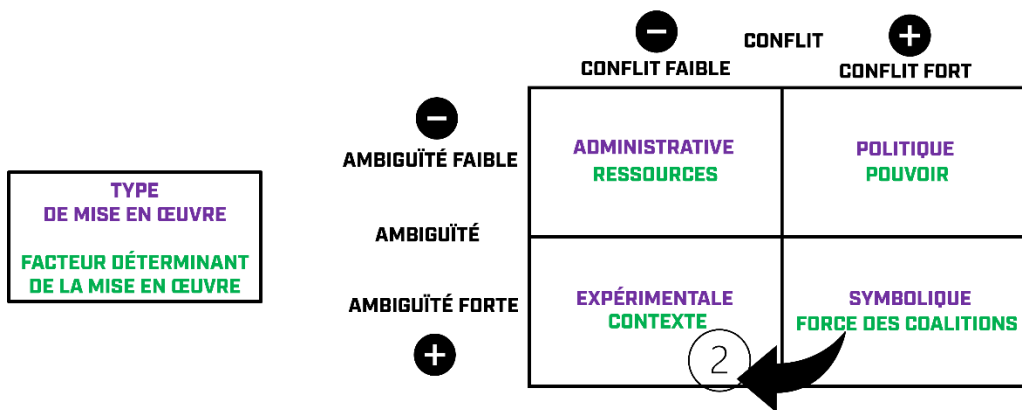 −
CONFLIT
+
CONFLIT FAIBLE
CONFLIT FORT
−
AMBIGUÏTÉ FAIBLE
ADMINISTRATIVE
RESSOURCES
POLITIQUE
POUVOIR
TYPE
DE MISE EN ŒUVRE
FACTEUR DÉTERMINANT
DE LA MISE EN ŒUVRE
AMBIGUÏTÉ
AMBIGUÏTÉ FORTE
+
EXPÉRIMENTALE
CONTEXTE
SYMBOLIQUE
FORCE DES COALITIONS
2